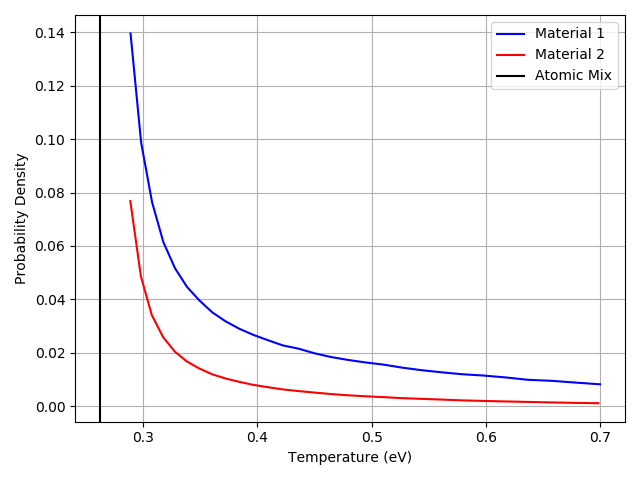 Material 1
Material 2
Atomic Mix
Probability Density
0.14
0.12
0.10
0.08
0.06
0.04
0.02
0.00
0.3 0.4 0.5 0.6 0.7
Temperature (eV)